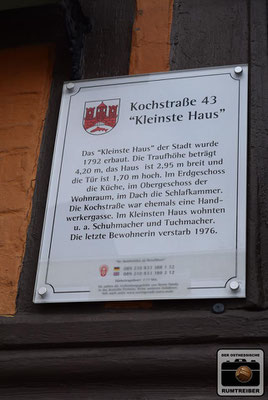 Kochstraße 43
"Kleinste Haus"
Das "Kleinste Haus" der Stadt wurde
1792 erbaut. Die Traufhöhe beträgt
4,20 m, das Haus ist 2,95 m breit und
die Tür ist 1,70 m hoch. Im Erdgeschoss
die Küche, im Obergeschoss der
Wohnraum, im Dach die Schlafkammer.
Die Kochstraße war ehemals eine Hand-
werkergasse. Im Kleinsten Haus wohnten
u. a. Schuhmacher und Tuchmacher.
Die letzte Bewohnerin verstarb 1976.
DER OSTHESSISCHE
RUMTREIBER